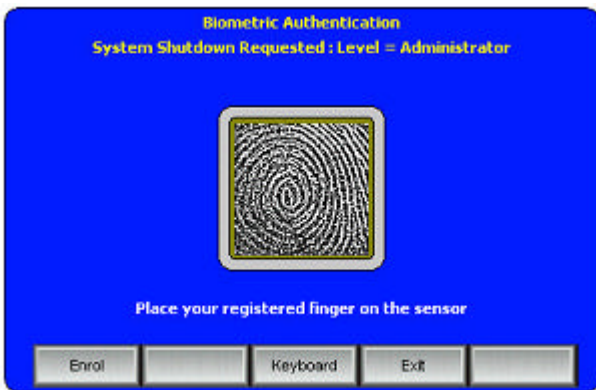 Biometric Authentication
System Shutdown Requested : Level = Administrator
Place your registered finger on the sensor
Enrol Keyboard Exit